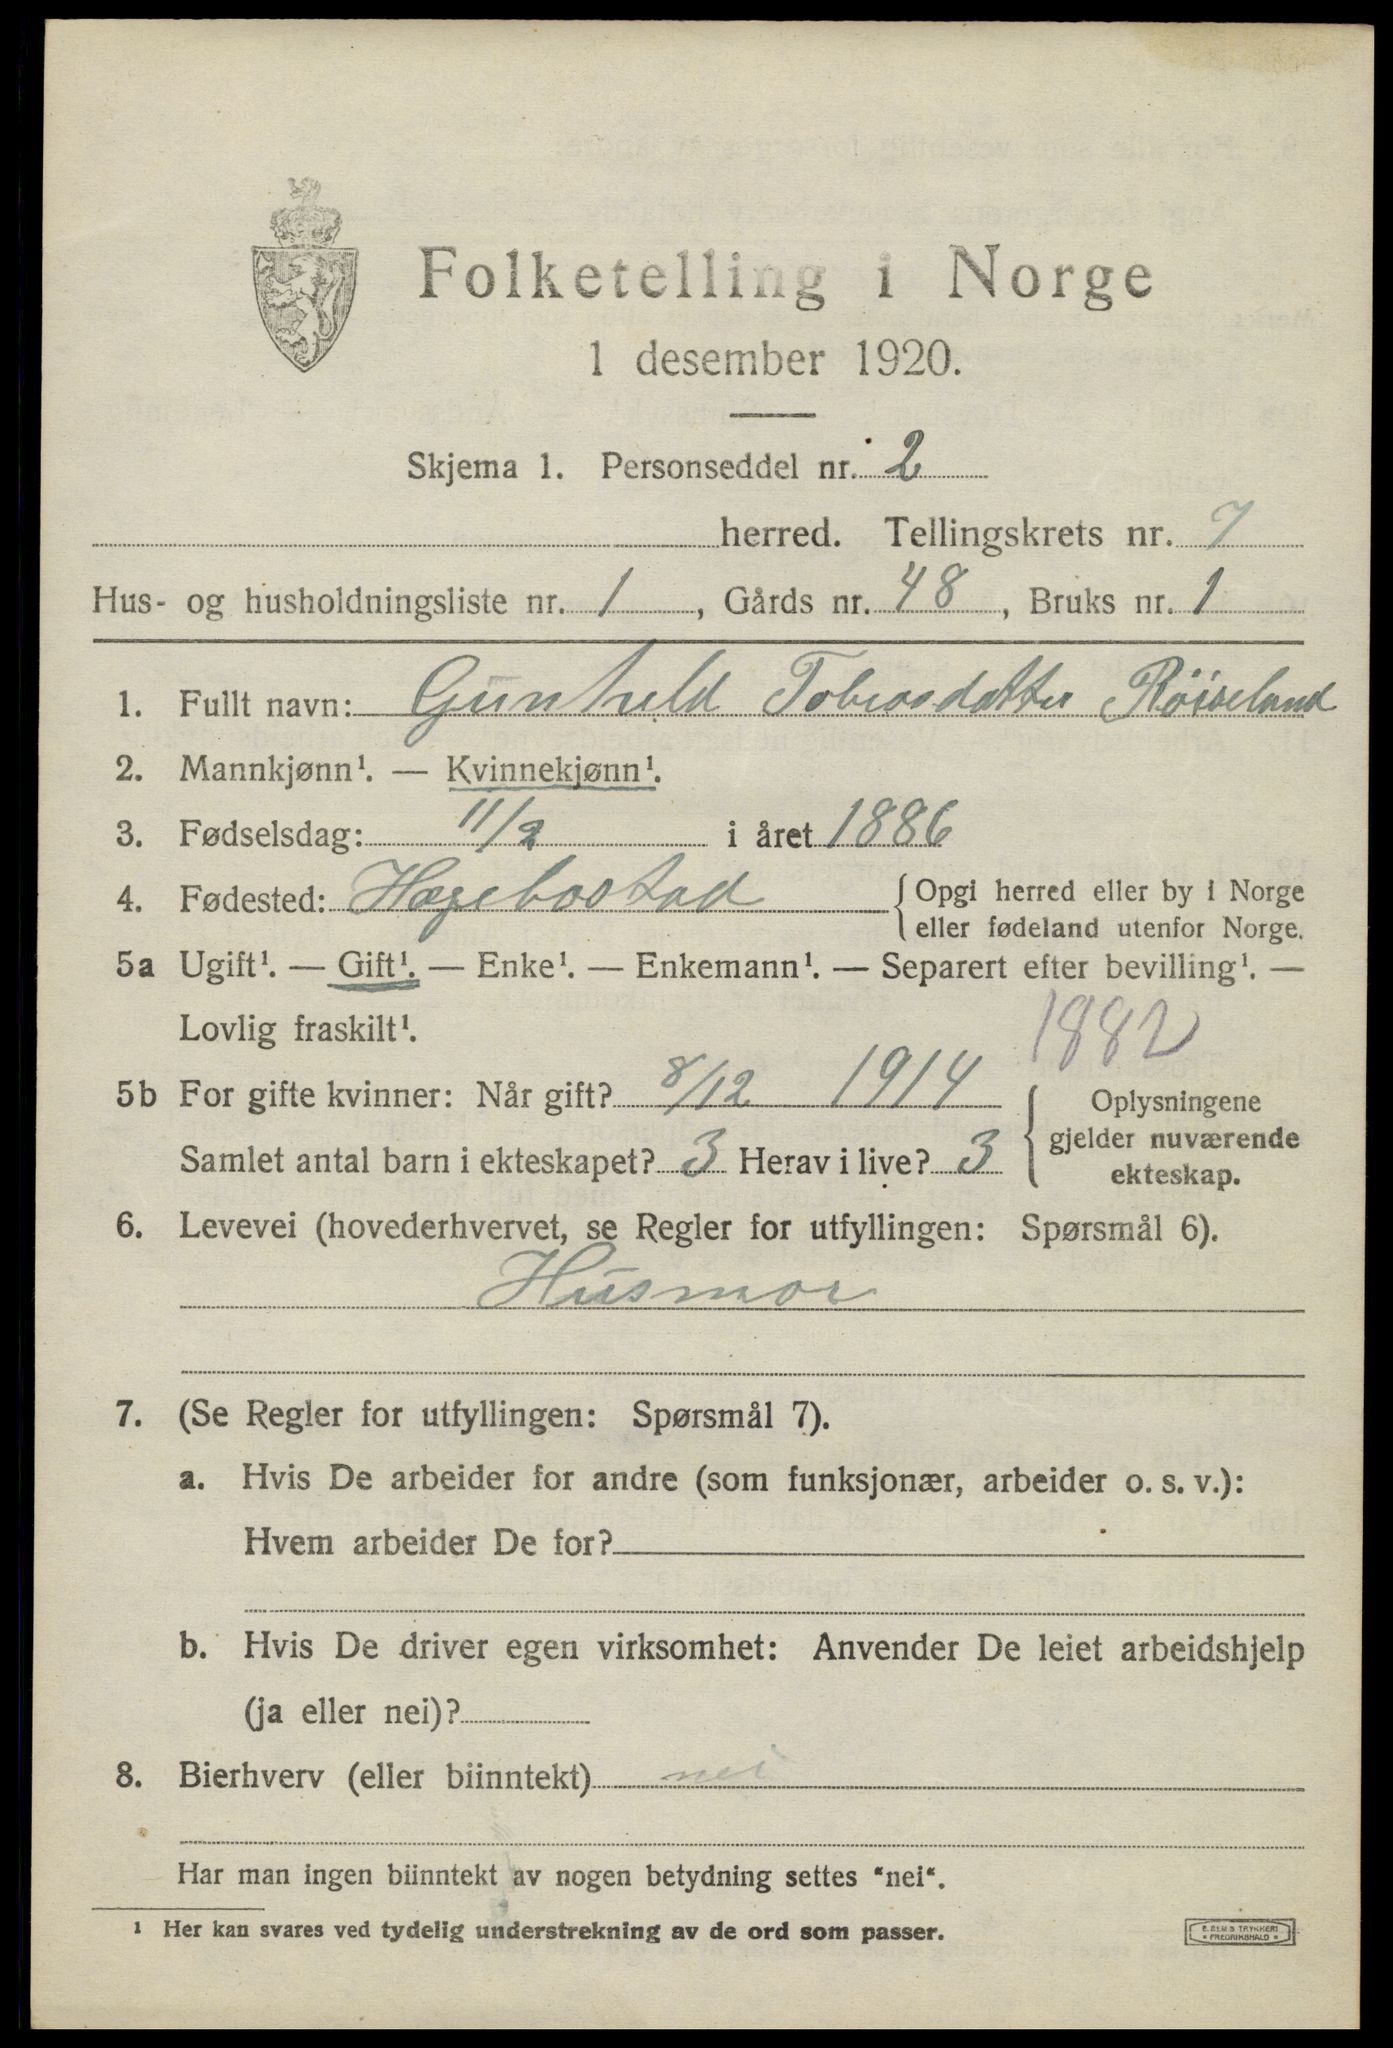 Folketelling i Norge
1 desember 1920.
Skjema 1. Personseddel nr. 2
herred. Tellingskrets nr. 7
Hus- og husholdningsliste nr. 1, Gårds nr. 48, Bruks nr. 1
1. Fullt navn: Gunhild Tobiasdatter Röiseland
2. Mannkjønn¹. — Kvinnekjønn¹.
3. Fødselsdag: 11/2 i året 1886
4. Fødested: Hægebostad { Opgi herred eller by i Norge
eller fødeland utenfor Norge.
5a Ugift¹. — Gift¹. — Enke¹. — Enkemann¹. — Separert efter bevilling¹. —
Lovlig fraskilt¹.
1882
5b For gifte kvinner: Når gift? 8/12 1914
Samlet antal barn i ekteskapet? 3 Herav i live? 3
{ Oplysningene
gjelder nuværende
ekteskap.
6. Levevei (hovederhvervet, se Regler for utfyllingen: Spørsmål 6).
Husmor
7. (Se Regler for utfyllingen: Spørsmål 7).
a. Hvis De arbeider for andre (som funksjonær, arbeider o. s. v.):
Hvem arbeider De for?
b. Hvis De driver egen virksomhet: Anvender De leiet arbeidshjelp
(ja eller nei)?
8. Bierhverv (eller biinntekt) nei
Har man ingen biinntekt av nogen betydning settes "nei".
¹ Her kan svares ved tydelig understrekning av de ord som passer.
E. SEMS TRYKKERI
* FREDRIKSHALD *